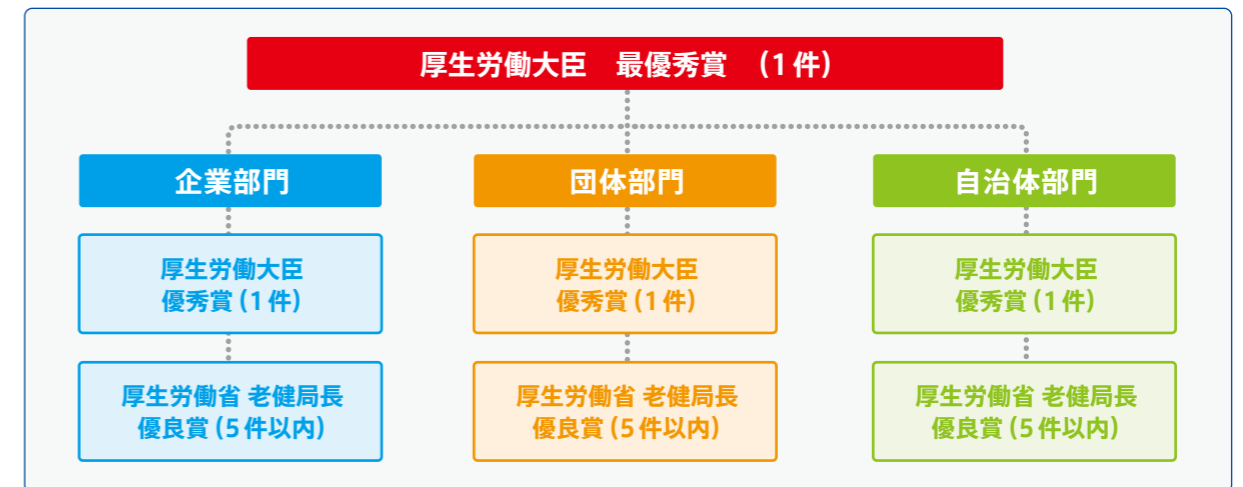 厚生労働大臣　最優秀賞　（1件）
企業部門
厚生労働大臣
優秀賞（1件）
厚生労働省 老健局長
優良賞（5件以内）
団体部門
厚生労働大臣
優秀賞（1件）
厚生労働省 老健局長
優良賞（5件以内）
自治体部門
厚生労働大臣
優秀賞（1件）
厚生労働省 老健局長
優良賞（5件以内）